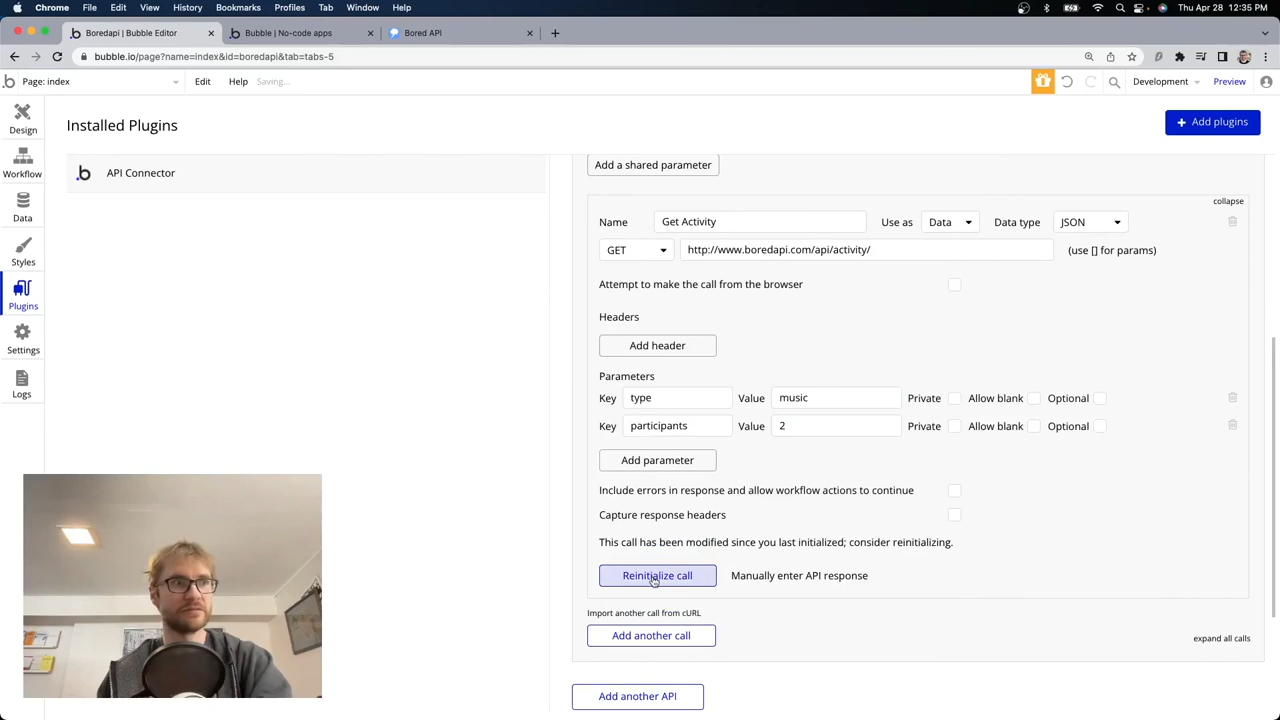 Chrome File Edit View History Bookmarks Profiles Tab Window Help Thu Apr 28 12:35 PM
Boredapi | Bubble Editor Bubble | No-code apps Bored API
bubble.io/page?name=index&id=boredapi&tab=tabs-5
Page: index Edit Help Saving... Development Preview
Design
Workflow
Data
Styles
Plugins
Settings
Logs
Installed Plugins
+ Add plugins
API Connector
Add a shared parameter
collapse
Name Get Activity Use as Data Data type JSON
GET http://www.boredapi.com/api/activity/ (use [] for params)
Attempt to make the call from the browser
Headers
Add header
Parameters
Key type Value music Private Allow blank Optional
Key participants Value 2 Private Allow blank Optional
Add parameter
Include errors in response and allow workflow actions to continue
Capture response headers
This call has been modified since you last initialized; consider reinitializing.
Reinitialize call Manually enter API response
Import another call from cURL
Add another call expand all calls
Add another API